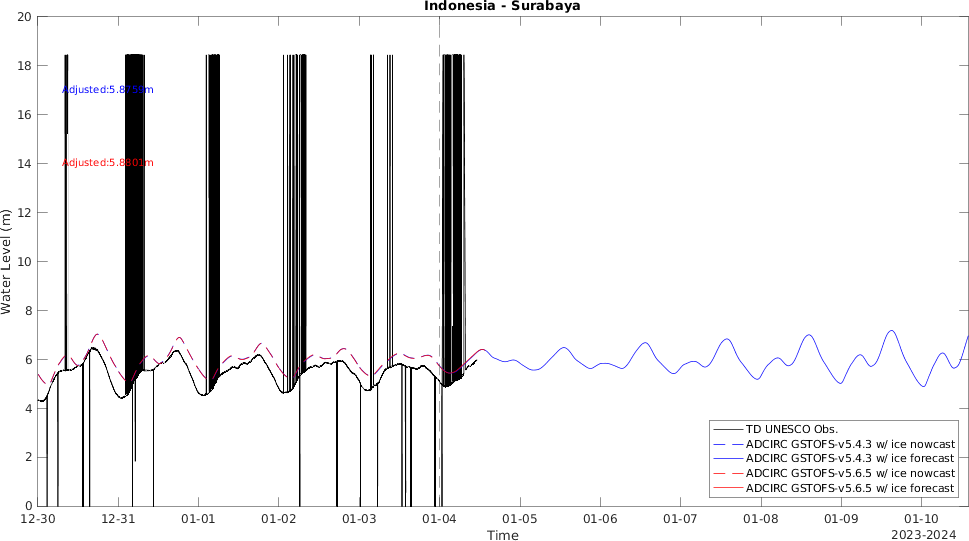 Indonesia - Surabaya
20
18
16
14
12
10
8
6
4
2
0
Water Level (m)
Adjusted:5.8801m
TD UNESCO Obs.
ADCIRC GSTOFS-v5.4.3 w/ ice nowcast
ADCIRC GSTOFS-v5.4.3 w/ ice forecast
ADCIRC GSTOFS-v5.6.5 w/ ice nowcast
ADCIRC GSTOFS-v5.6.5 w/ ice forecast
12-30 12-31 01-01 01-02 01-03 01-04 01-05 01-06 01-07 01-08 01-09 01-10
Time
2023-2024